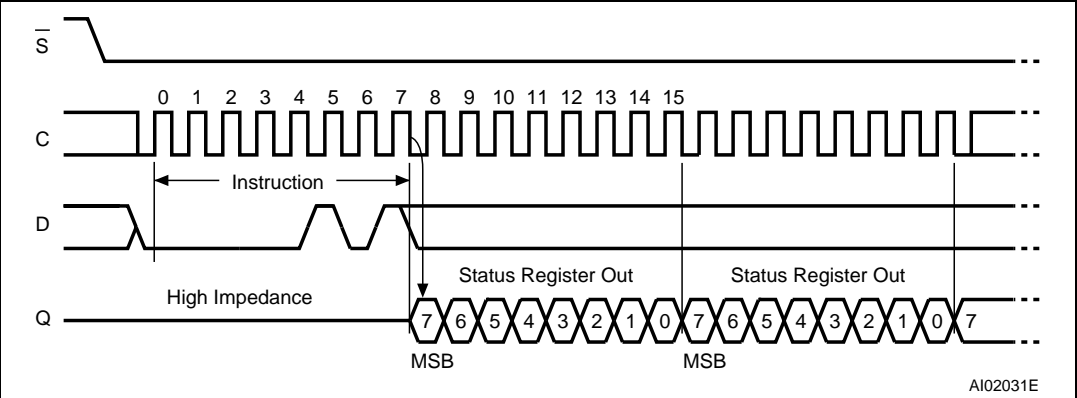 S
0 1 2 3 4 5 6 7 8 9 10 11 12 13 14 15
C
Instruction
D
Status Register Out Status Register Out
High Impedance
Q 7 6 5 4 3 2 1 0 7 6 5 4 3 2 1 0 7
MSB MSB
AI02031E